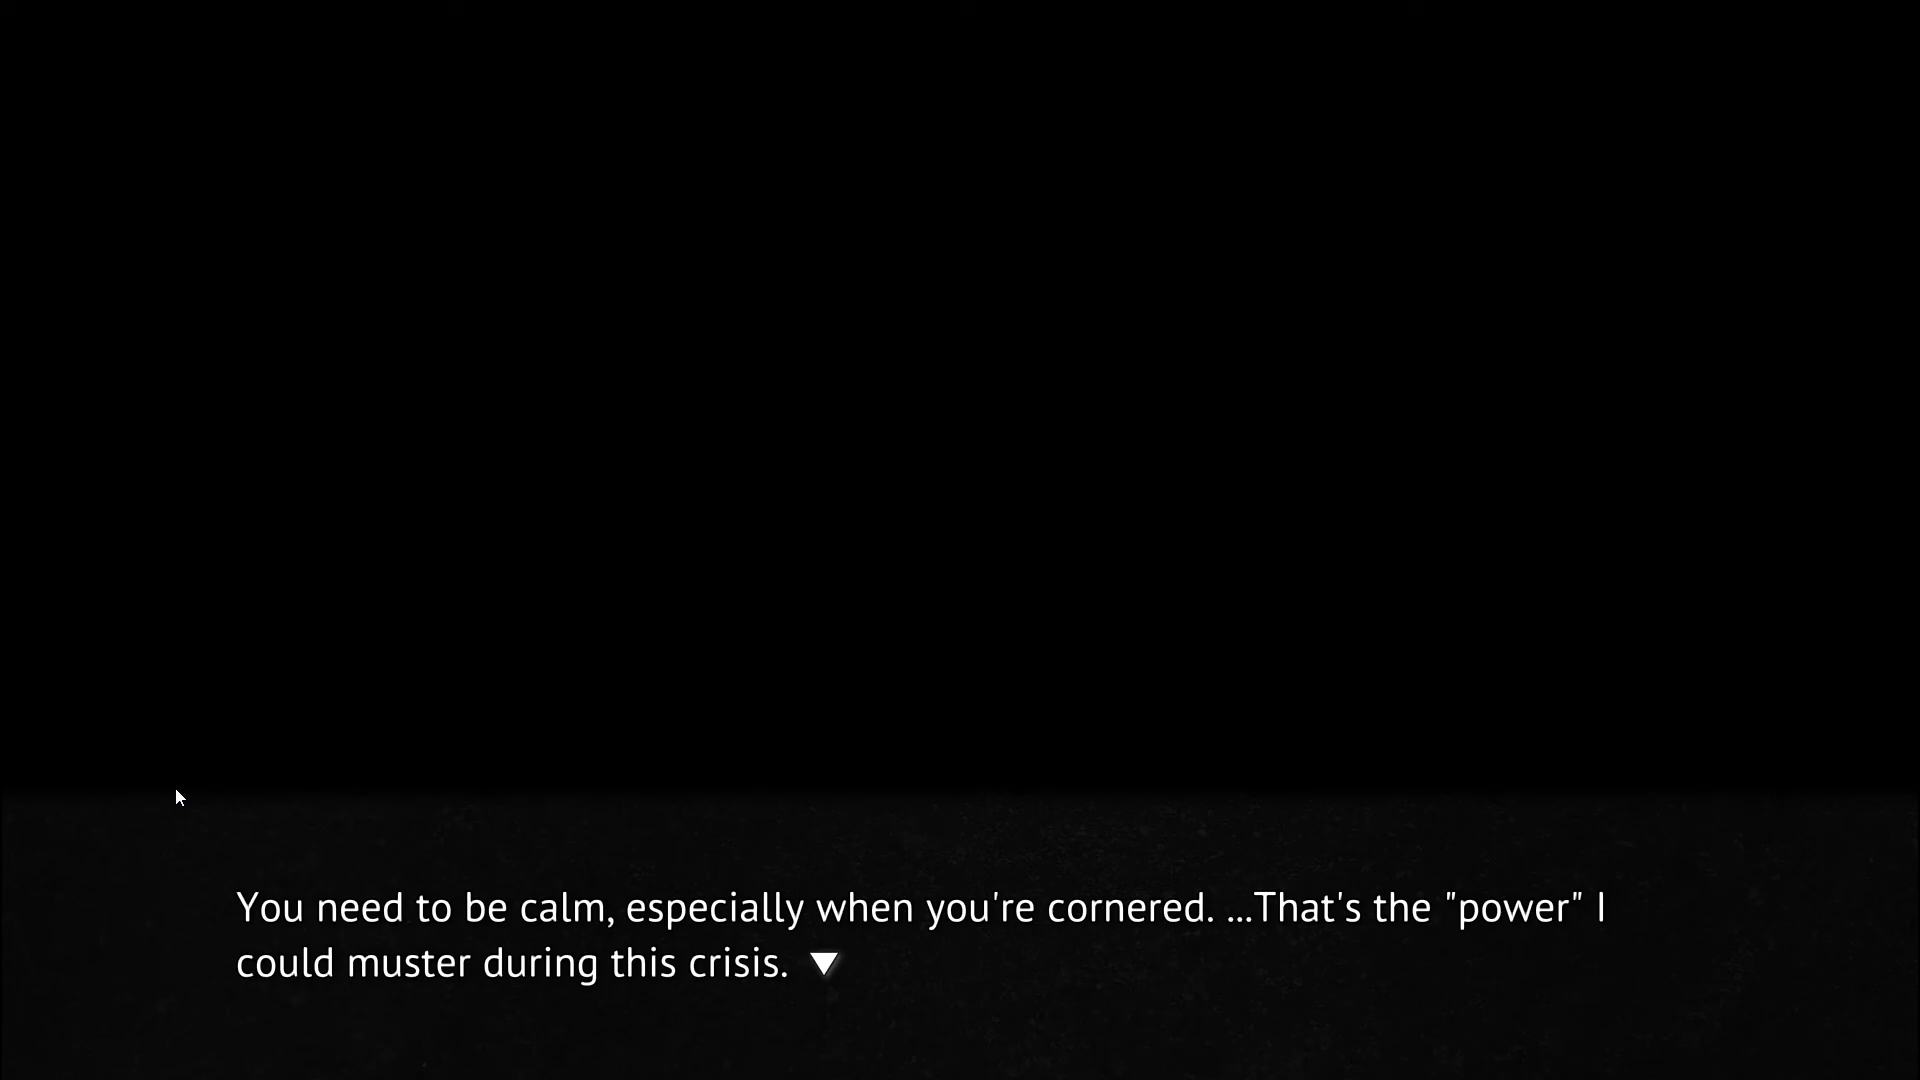 You need to be calm, especially when you're cornered. ...That's the "power" I
could muster during this crisis.